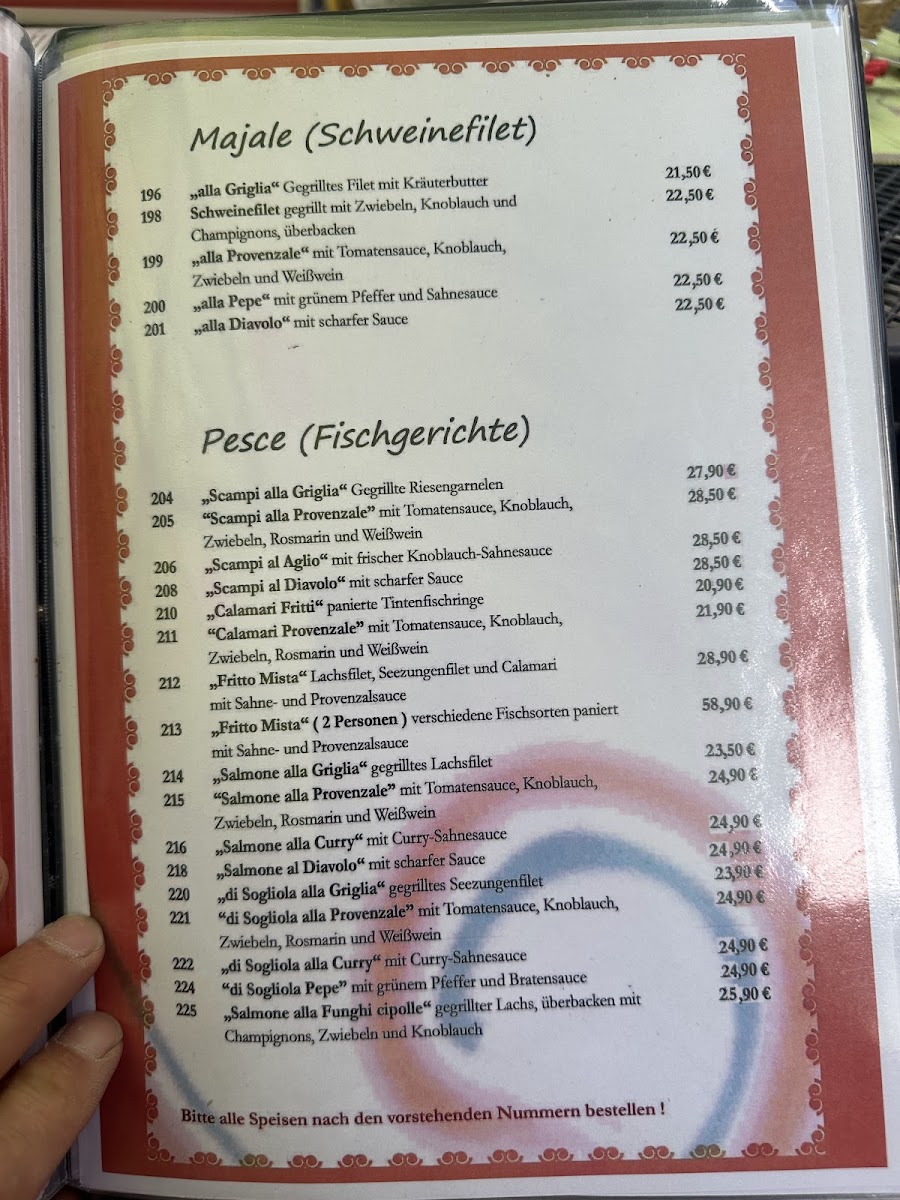 Majale (Schweinefilet)
196 „alla Griglia“ Gegrilltes Filet mit Kräuterbutter 21,50 €
198 Schweinefilet gegrillt mit Zwiebeln, Knoblauch und 22,50 €
Champignons, überbacken
199 „alla Provenzale“ mit Tomatensauce, Knoblauch, 22,50 €
Zwiebeln und Weißwein
200 „alla Pepe“ mit grünem Pfeffer und Sahnesauce 22,50 €
201 „alla Diavolo“ mit scharfer Sauce 22,50 €
Pesce (Fischgerichte)
204 „Scampi alla Griglia“ Gegrillte Riesengarnelen 27,90 €
205 “Scampi alla Provenzale” mit Tomatensauce, Knoblauch, 28,50 €
Zwiebeln, Rosmarin und Weißwein
206 „Scampi al Aglio“ mit frischer Knoblauch-Sahnesauce 28,50 €
208 „Scampi al Diavolo“ mit scharfer Sauce 28,50 €
210 „Calamari Fritti“ panierte Tintenfischringe 20,90 €
211 “Calamari Provenzale” mit Tomatensauce, Knoblauch, 21,90 €
Zwiebeln, Rosmarin und Weißwein
212 „Fritto Mista“ Lachsfilet, Seezungenfilet und Calamari 28,90 €
mit Sahne- und Provenzalsauce
213 „Fritto Mista“ ( 2 Personen ) verschiedene Fischsorten paniert 58,90 €
mit Sahne- und Provenzalsauce
214 „Salmone alla Griglia“ gegrilltes Lachsfilet 23,50 €
215 “Salmone alla Provenzale” mit Tomatensauce, Knoblauch, 24,90 €
Zwiebeln, Rosmarin und Weißwein
216 „Salmone alla Curry“ mit Curry-Sahnesauce 24,90 €
218 „Salmone al Diavolo“ mit scharfer Sauce 24,90 €
220 „di Sogliola alla Griglia“ gegrilltes Seezungenfilet 23,90 €
221 “di Sogliola alla Provenzale” mit Tomatensauce, Knoblauch, 24,90 €
Zwiebeln, Rosmarin und Weißwein
222 „di Sogliola alla Curry“ mit Curry-Sahnesauce 24,90 €
224 “di Sogliola Pepe” mit grünem Pfeffer und Bratensauce 24,90 €
225 „Salmone alla Funghi cipolle“ gegrillter Lachs, überbacken mit 25,90 €
Champignons, Zwiebeln und Knoblauch
Bitte alle Speisen nach den vorstehenden Nummern bestellen !